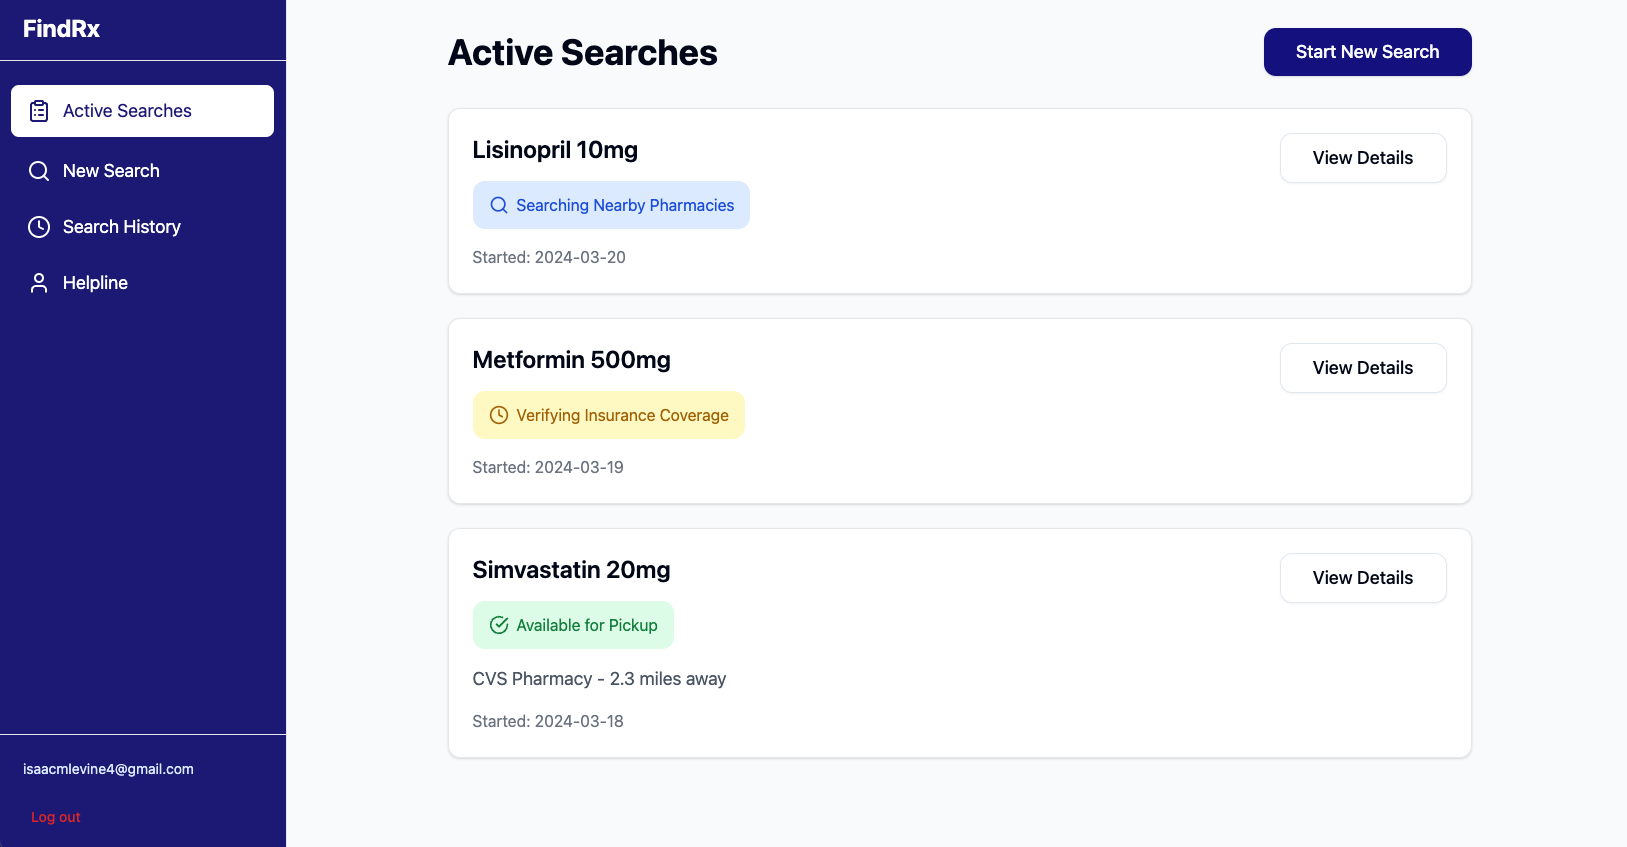 FindRx
Active Searches
New Search
Search History
Helpline
isaacmlevine4@gmail.com
Log out
Active Searches
Start New Search
Lisinopril 10mg
View Details
Searching Nearby Pharmacies
Started: 2024-03-20
Metformin 500mg
View Details
Verifying Insurance Coverage
Started: 2024-03-19
Simvastatin 20mg
View Details
Available for Pickup
CVS Pharmacy - 2.3 miles away
Started: 2024-03-18